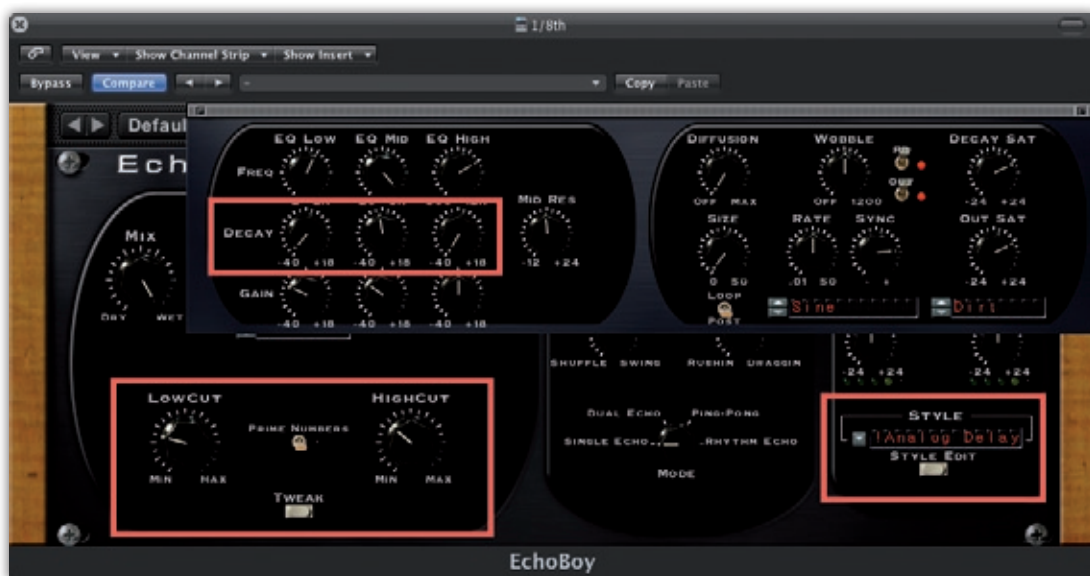 1/8th
View Show Channel Strip Show Insert
Bypass Compare - Copy Paste
Defaul
Ech
EQ Low EQ Mid EQ High
Freq
Decay
-40 +18 -40 +18 -40 +18
Mid Res
-12 +24
Gain
-40 +18 -40 +18 -40 +18
Diffusion Wobble Decay Sat
Off Max Off 1200 -24 +24
Size Rate Sync Out Sat
0 50 .01 50 - + -24 +24
Loop
Post
Sine Dirt
Mix
Dry Wet
Shuffle Swing Rushin Draggin
-24 +24 -24 +24
LowCut HighCut
Prime Numbers
Min Max Min Max
Tweak
Dual Echo Ping-Pong
Single Echo Rhythm Echo
Mode
Style
!Analog Delay
Style Edit
EchoBoy